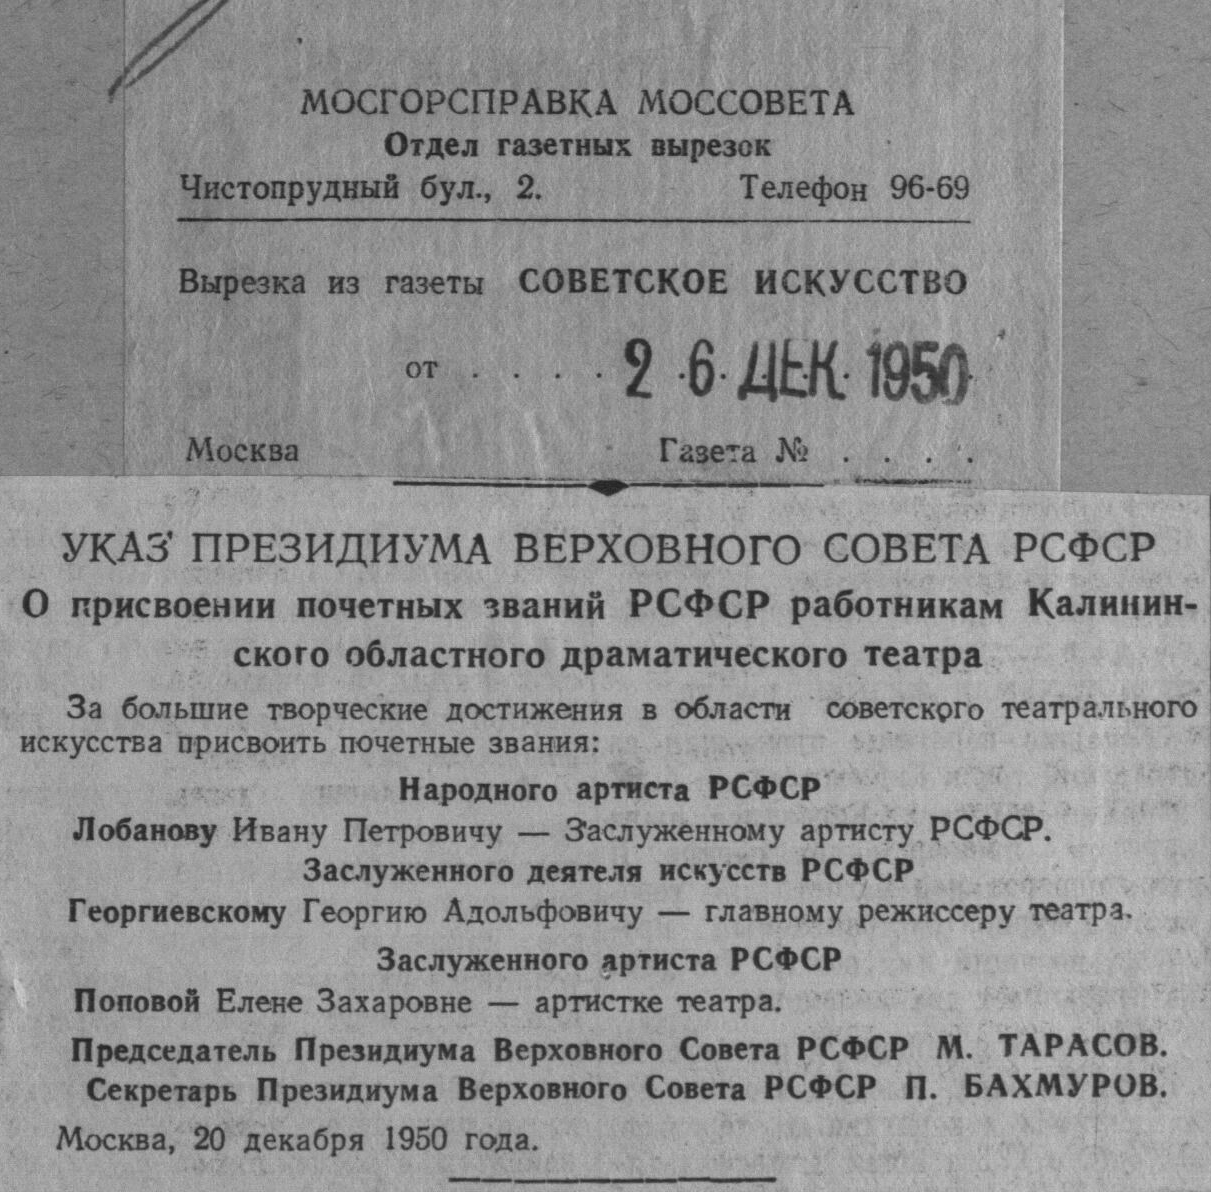 МОСГОРСПРАВКА МОССОВЕТА
Отдел газетных вырезок
Чистопрудный бул., 2. Телефон 96-69
Вырезка из газеты СОВЕТСКОЕ ИСКУССТВО
от . . . . 26 ДЕК. 1950
Москва Газета № . . . .
УКАЗ ПРЕЗИДИУМА ВЕРХОВНОГО СОВЕТА РСФСР
О присвоении почетных званий РСФСР работникам Калинин-
ского областного драматического театра
За большие творческие достижения в области советского театрального
искусства присвоить почетные звания:
Народного артиста РСФСР
Лобанову Ивану Петровичу — Заслуженному артисту РСФСР.
Заслуженного деятеля искусств РСФСР
Георгиевскому Георгию Адольфовичу — главному режиссеру театра.
Заслуженного артиста РСФСР
Поповой Елене Захаровне — артистке театра.
Председатель Президиума Верховного Совета РСФСР М. ТАРАСОВ.
Секретарь Президиума Верховного Совета РСФСР П. БАХМУРОВ.
Москва, 20 декабря 1950 года.